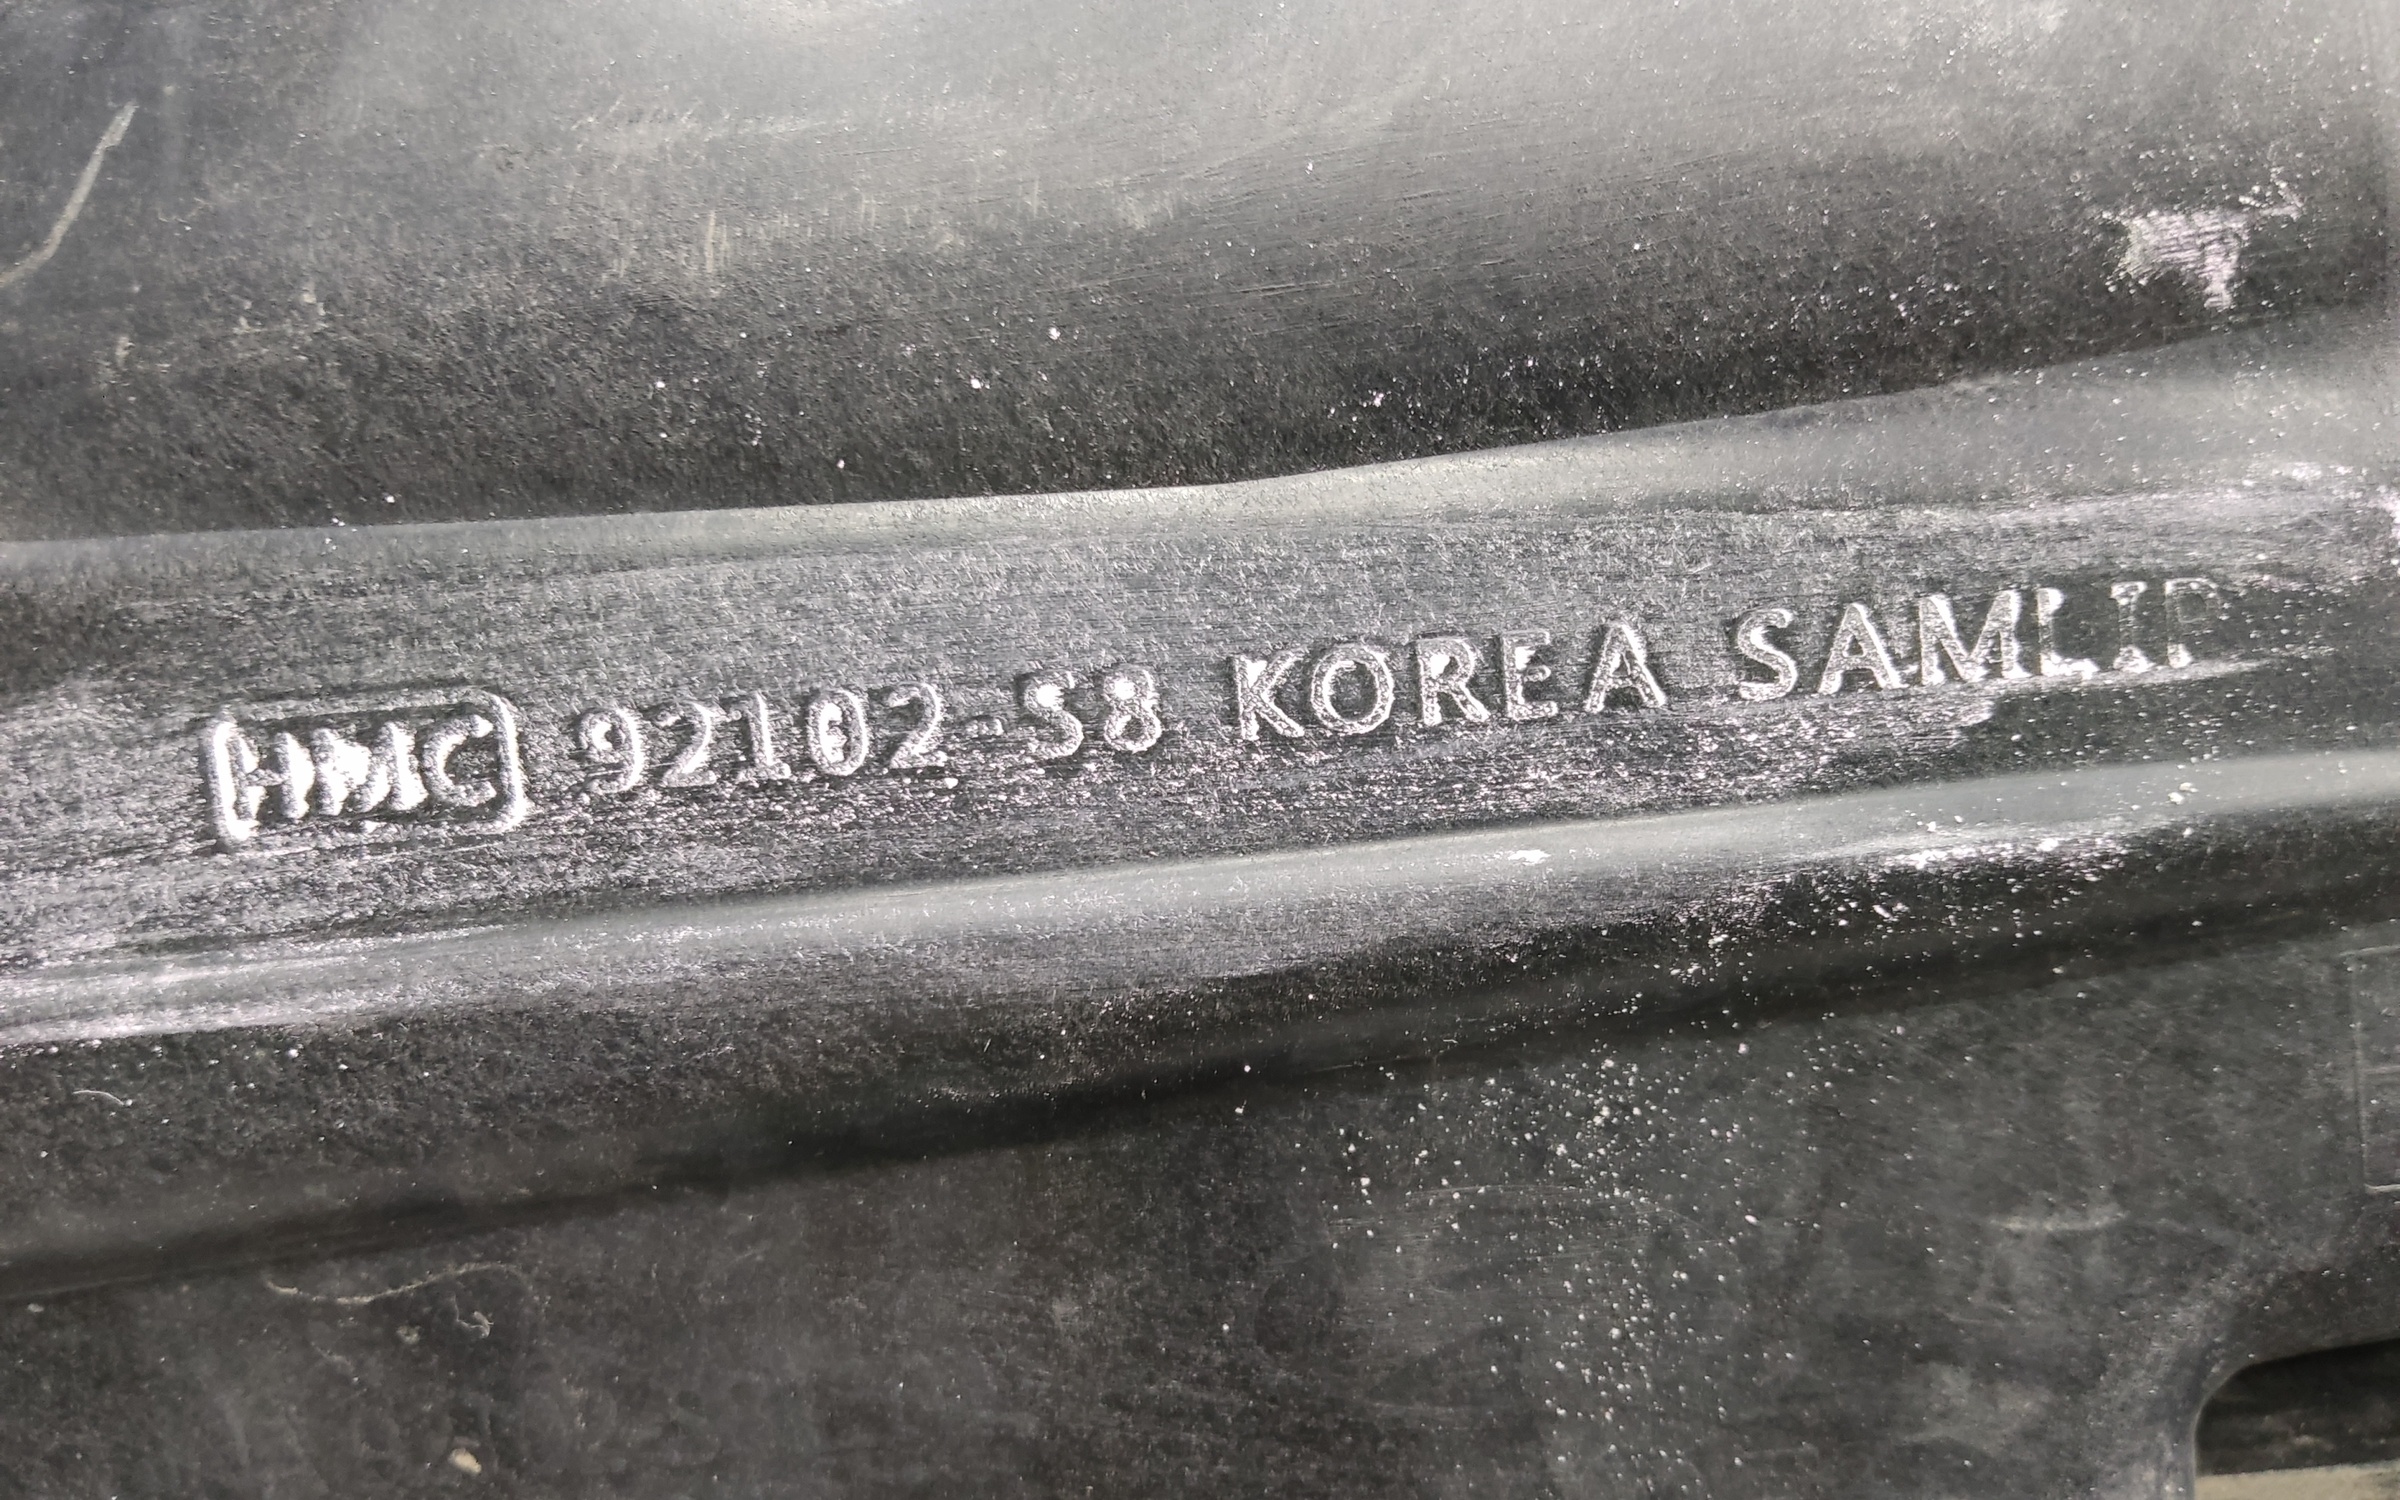 HMC 92102-S8 KOREA SAMLIP